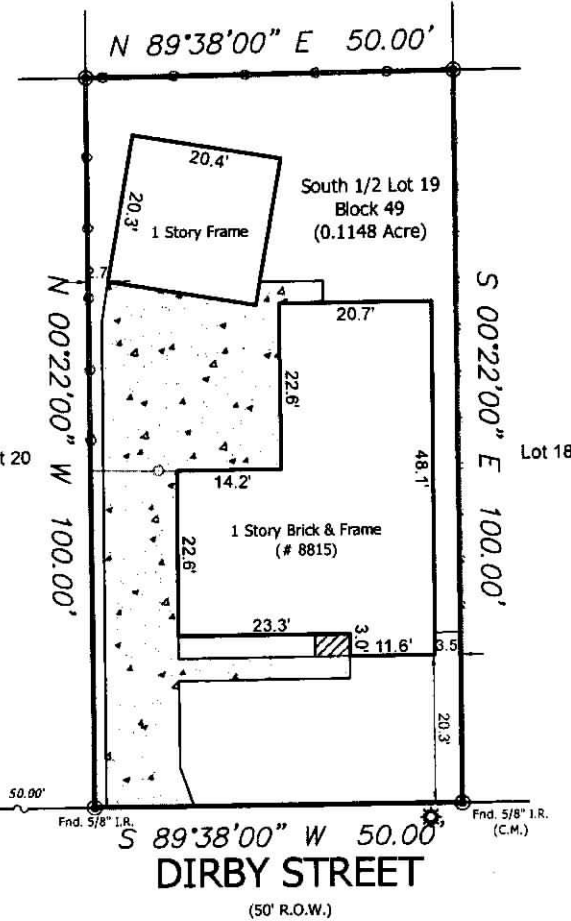 N 89°38'00" E 50.00'
20.4'
20.3'
1 Story Frame
South 1/2 Lot 19
Block 49
(0.1148 Acre)
2.7'
20.7'
N 00°22'00" W 100.00'
S 00°22'00" E 100.00'
22.6'
48.1'
t 20
Lot 18
14.2'
1 Story Brick & Frame
(# 8815)
22.6'
23.3'
3.0'
11.6'
3.5
20.3'
50.00'
Fnd. 5/8" I.R.
S 89°38'00" W 50.00'
Fnd. 5/8" I.R.
(C.M.)
DIRBY STREET
(50' R.O.W.)